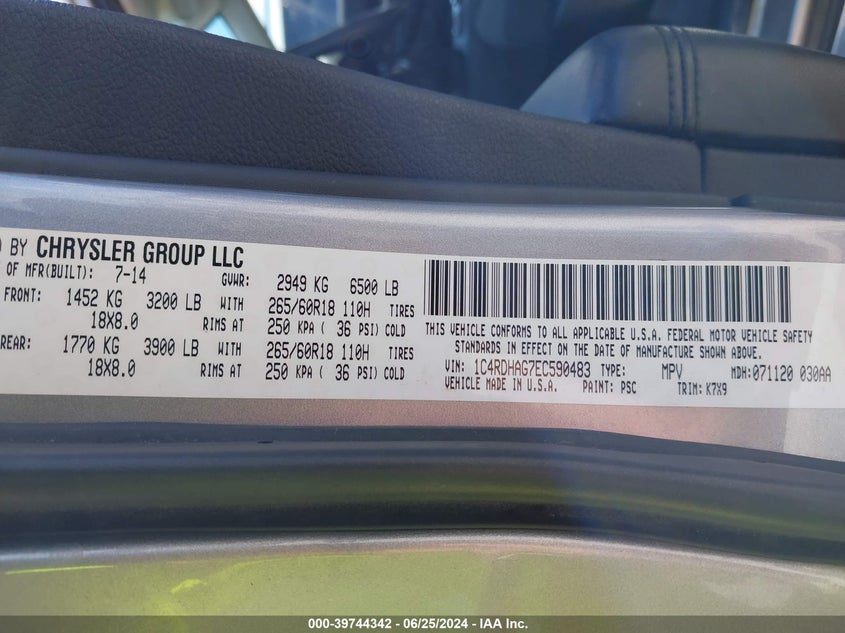 ) BY CHRYSLER GROUP LLC
OF MFR(BUILT): 7-14 GVWR: 2949 KG 6500 LB
FRONT: 1452 KG 3200 LB WITH 265/60R18 110H TIRES
18X8.0 RIMS AT 250 KPA ( 36 PSI) COLD
REAR: 1770 KG 3900 LB WITH 265/60R18 110H TIRES
18X8.0 RIMS AT 250 KPA ( 36 PSI) COLD
THIS VEHICLE CONFORMS TO ALL APPLICABLE U.S.A. FEDERAL MOTOR VEHICLE SAFETY
STANDARDS IN EFFECT ON THE DATE OF MANUFACTURE SHOWN ABOVE.
VIN: 1C4RDHAG7EC590483 TYPE: MPV MDH:071120 030AA
VEHICLE MADE IN U.S.A. PAINT: PSC TRIM: K7X9
000-39744342 - 06/25/2024 - IAA Inc.